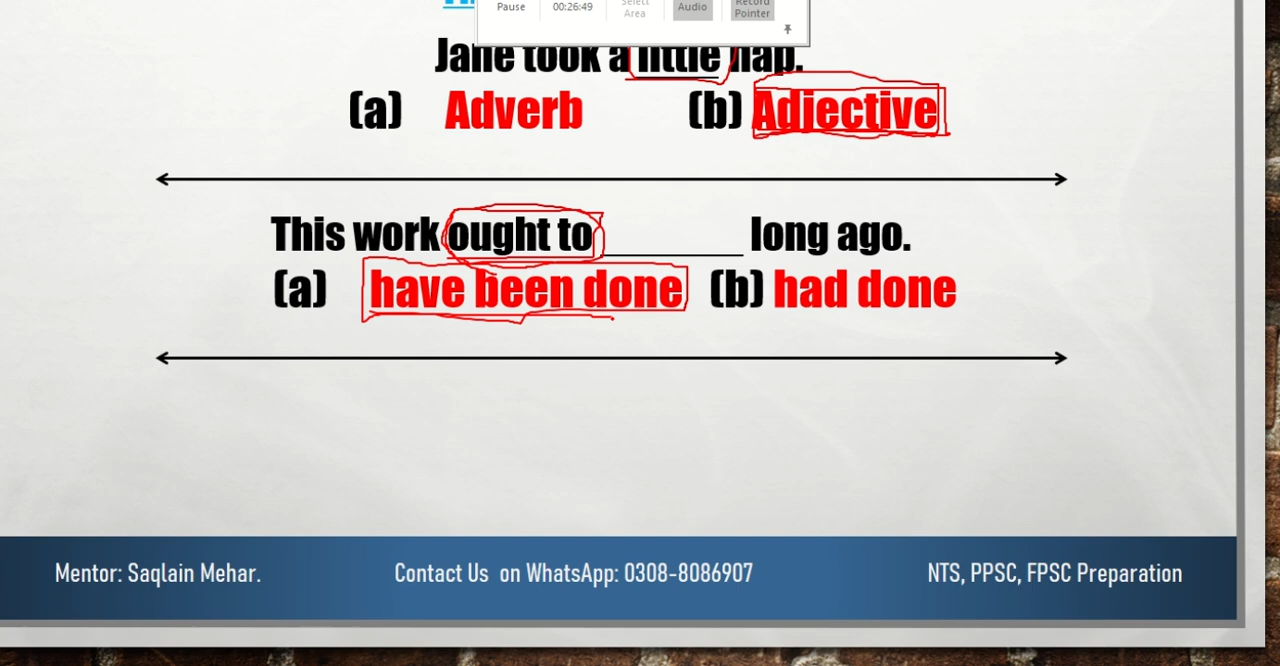 Pause 00:26:49 Select Area Audio Record Pointer
Jane took a little nap.
(a) Adverb (b) Adjective
This work ought to _______ long ago.
(a) have been done (b) had done
Mentor: Saqlain Mehar. Contact Us on WhatsApp: 0308-8086907 NTS, PPSC, FPSC Preparation